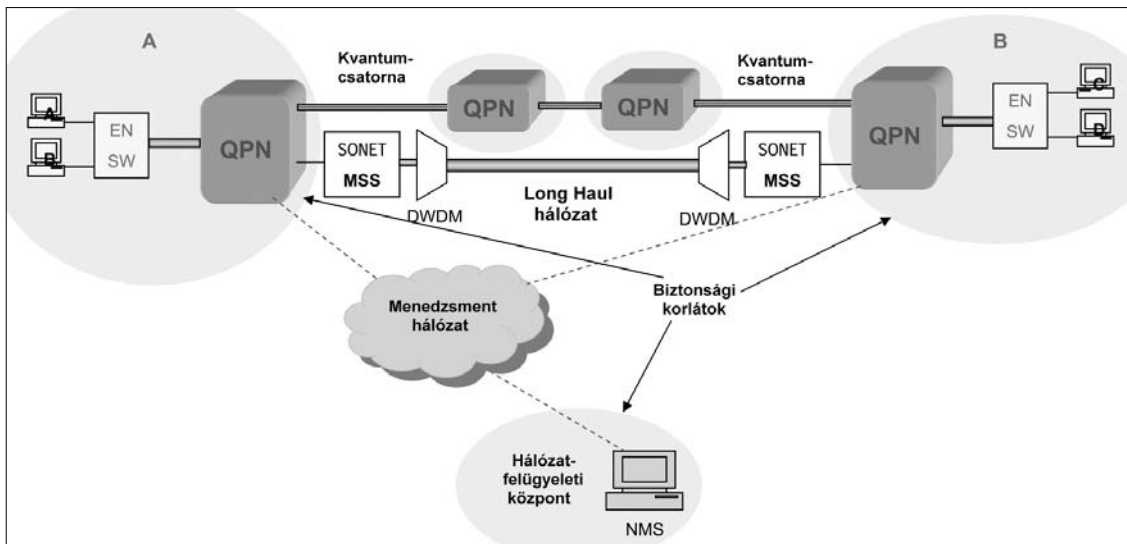 A
B
Kvantum-
csatorna
Kvantum-
csatorna
QPN
QPN
QPN
QPN
A
B
EN
SW
EN
SW
C
D
SONET
MSS
SONET
MSS
Long Haul
hálózat
DWDM
DWDM
Menedzsment
hálózat
Biztonsági
korlátok
Hálózat-
felügyeleti
központ
NMS